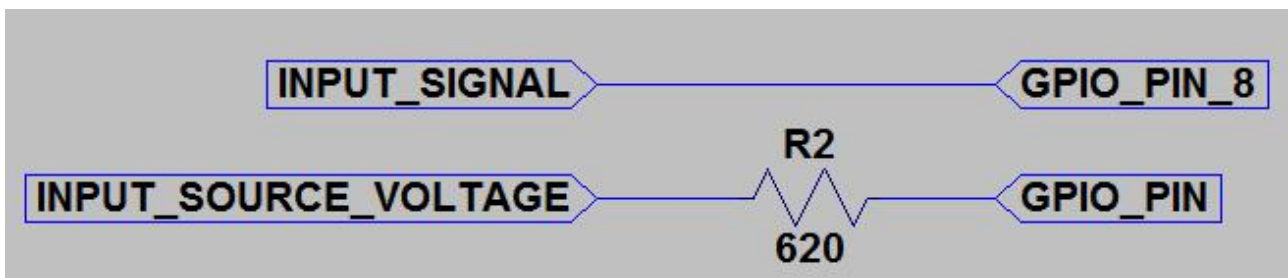 INPUT_SIGNAL GPIO_PIN_8
R2
INPUT_SOURCE_VOLTAGE GPIO_PIN
620